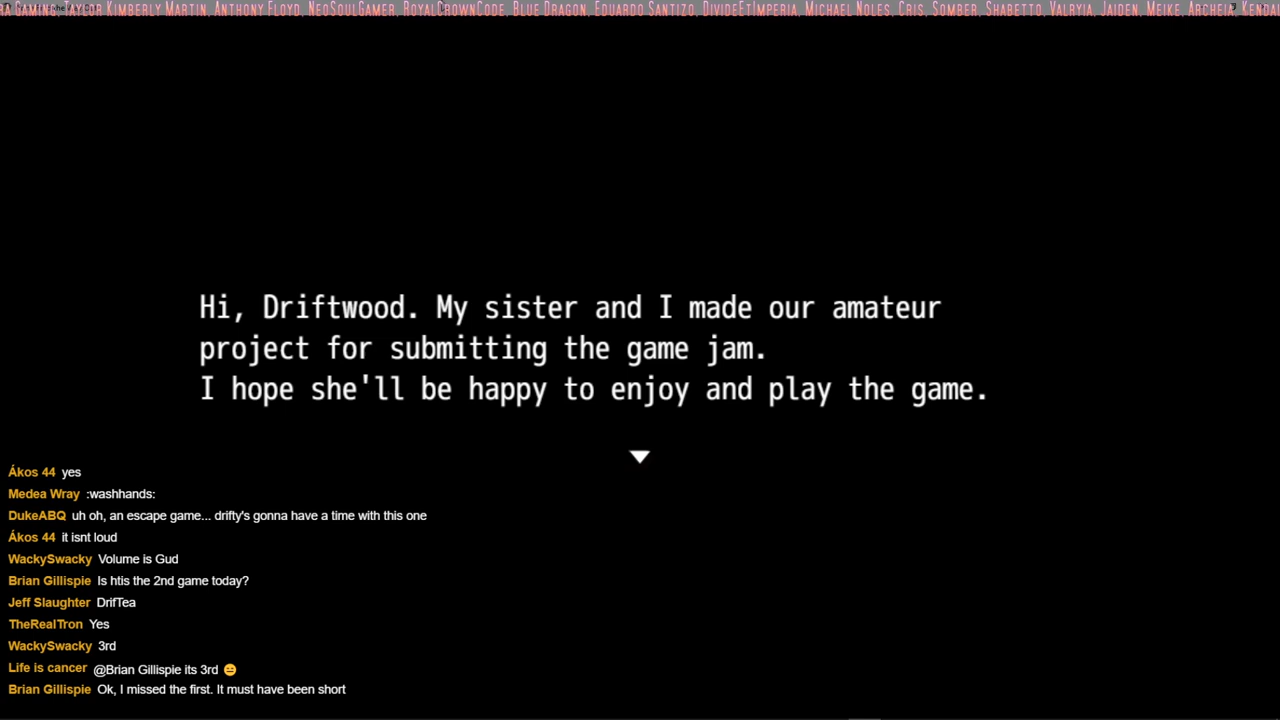 Kimberly Martin, Anthony Floyd, NeoSoulGamer, RoyalCrownCode, Blue Dragon, Eduardo Santizo, DivideEtImperia, Michael Noles, Cris, Somber, Shabetto, Valryia, Jaiden, Meike, Archeia,
Hi, Driftwood. My sister and I made our amateur
project for submitting the game jam.
I hope she'll be happy to enjoy and play the game.
Ákos 44 yes
Medea Wray :washhands:
DukeABQ uh oh, an escape game... drifty's gonna have a time with this one
Ákos 44 it isnt loud
WackySwacky Volume is Gud
Brian Gillispie Is htis the 2nd game today?
Jeff Slaughter DrifTea
TheRealTron Yes
WackySwacky 3rd
Life is cancer @Brian Gillispie its 3rd 😑
Brian Gillispie Ok, I missed the first. It must have been short